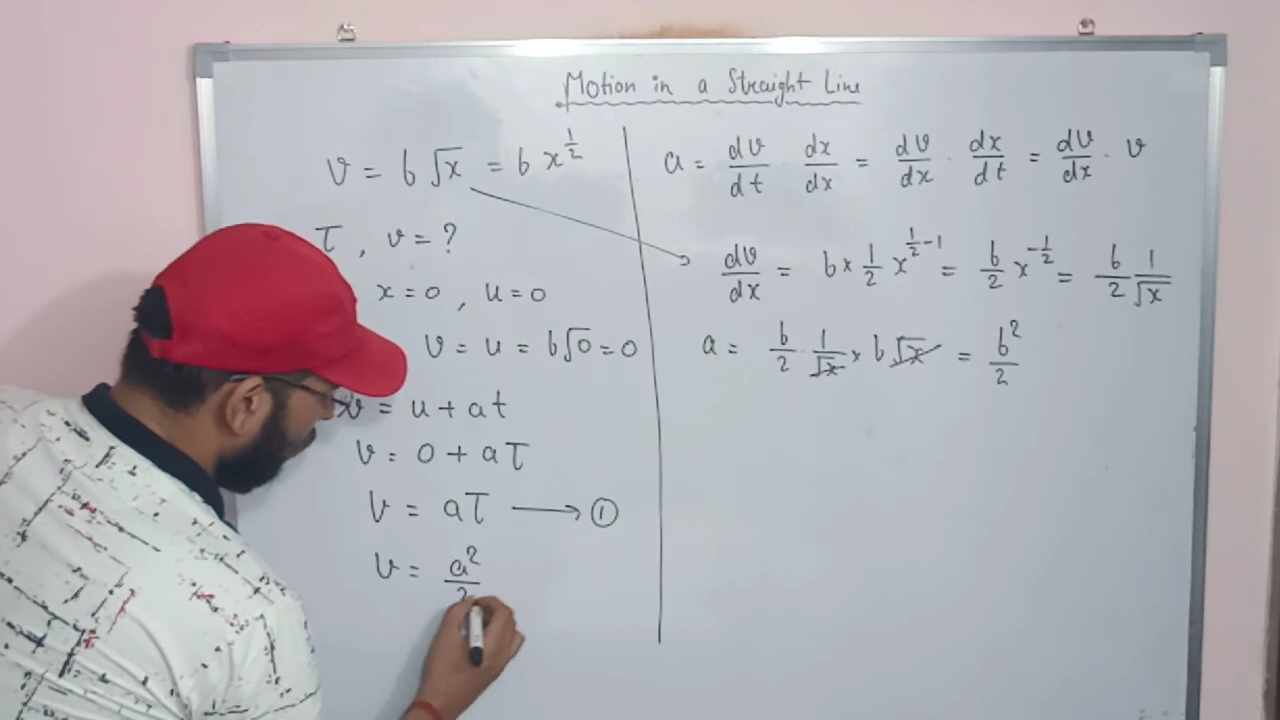 Motion in a Straight Line
v = b √x = b x^{1/2}
τ, v = ?
x = 0, u = 0
v = u = b√0 = 0
v = u + at
v = 0 + aτ
v = aτ ⟶ ①
v = a²/2
a = dv/dt · dx/dx = dv/dx · dx/dt = dv/dx · v
dv/dx = b × 1/2 x^{1/2 - 1} = b/2 x^{-1/2} = b/2 1/√x
a = b/2 · 1/√x × b√x = b²/2